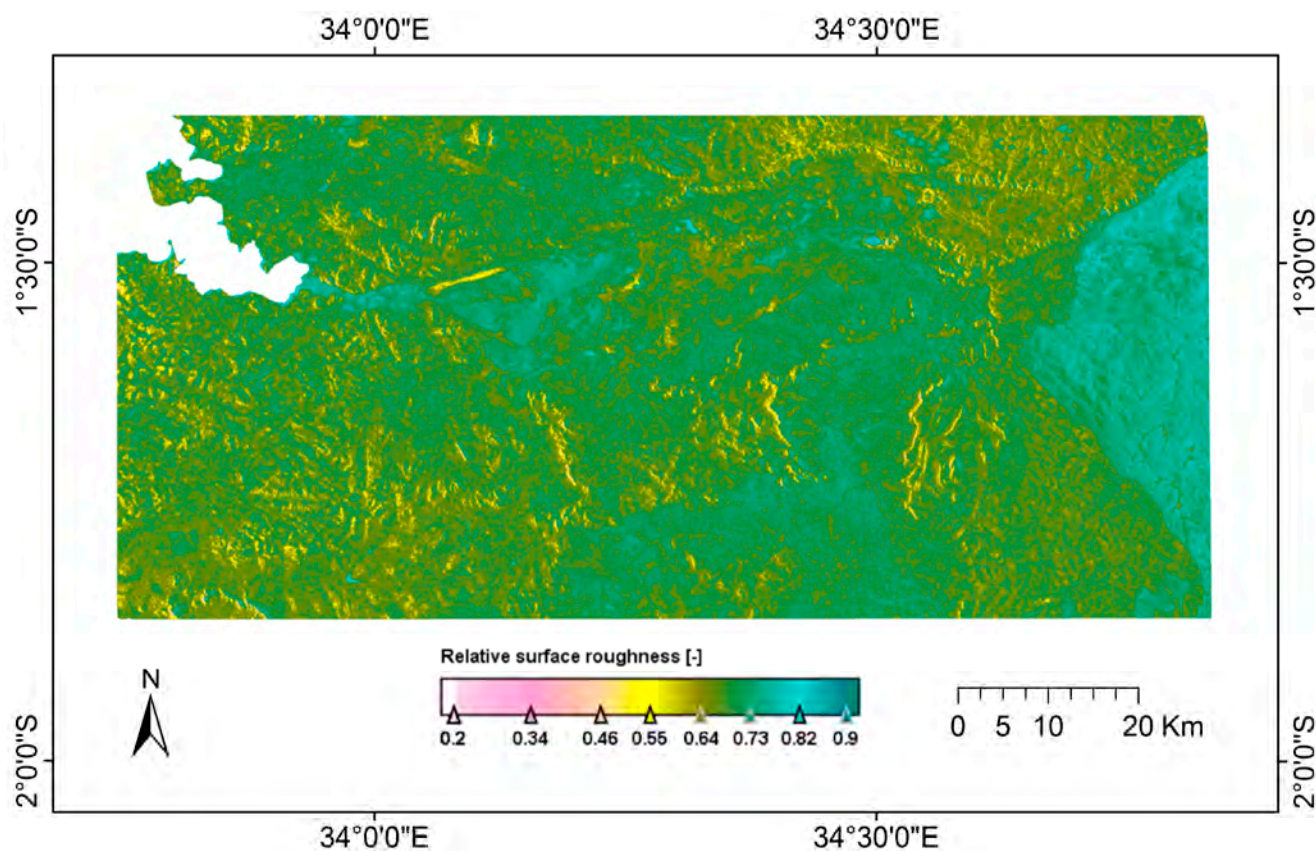 34°0'0"E 34°30'0"E
1°30'0"S 1°30'0"S
Relative surface roughness [-]
N
0.2 0.34 0.46 0.55 0.64 0.73 0.82 0.9
0 5 10 20 Km
2°0'0"S 2°0'0"S
34°0'0"E 34°30'0"E